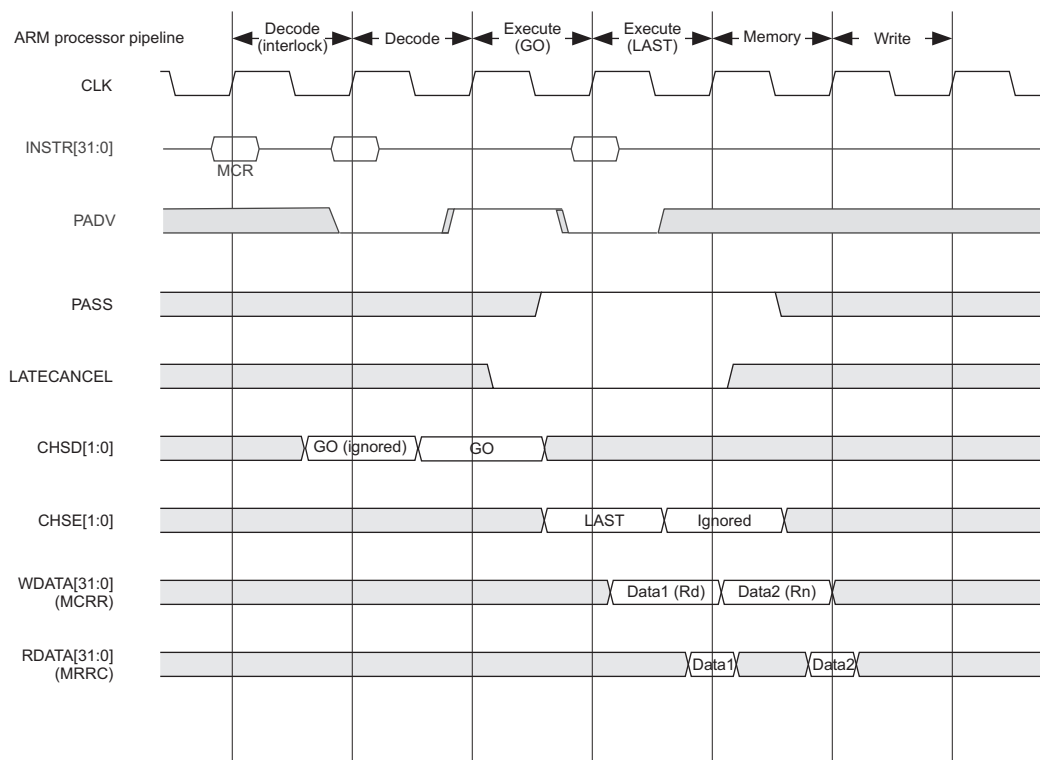 ARM processor pipeline
Decode
(interlock)
Decode
Execute
(GO)
Execute
(LAST)
Memory
Write
CLK
INSTR[31:0]
MCR
PADV
PASS
LATECANCEL
CHSD[1:0]
GO (ignored)
GO
CHSE[1:0]
LAST
Ignored
WDATA[31:0]
(MCRR)
Data1 (Rd)
Data2 (Rn)
RDATA[31:0]
(MRRC)
Data1
Data2